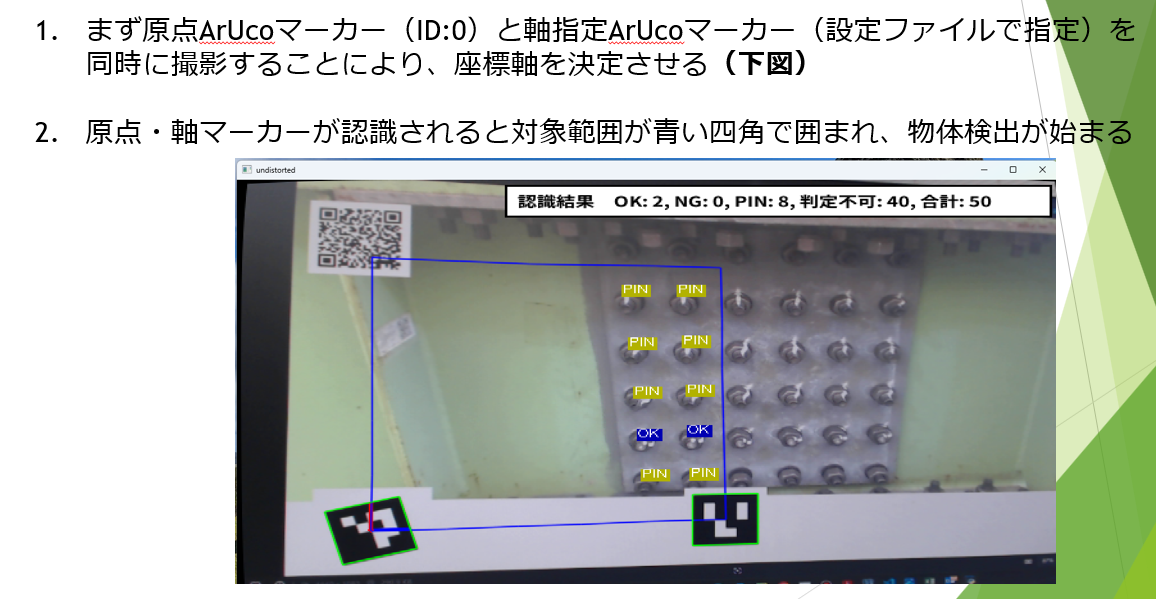 1. まず原点ArUcoマーカー（ID:0）と軸指定ArUcoマーカー（設定ファイルで指定）を
同時に撮影することにより、座標軸を決定させる（下図）
2. 原点・軸マーカーが認識されると対象範囲が青い四角で囲まれ、物体検出が始まる
undistorted
認識結果 OK: 2, NG: 0, PIN: 8, 判定不可: 40, 合計: 50
PIN PIN
PIN PIN
PIN PIN
OK OK
PIN PIN